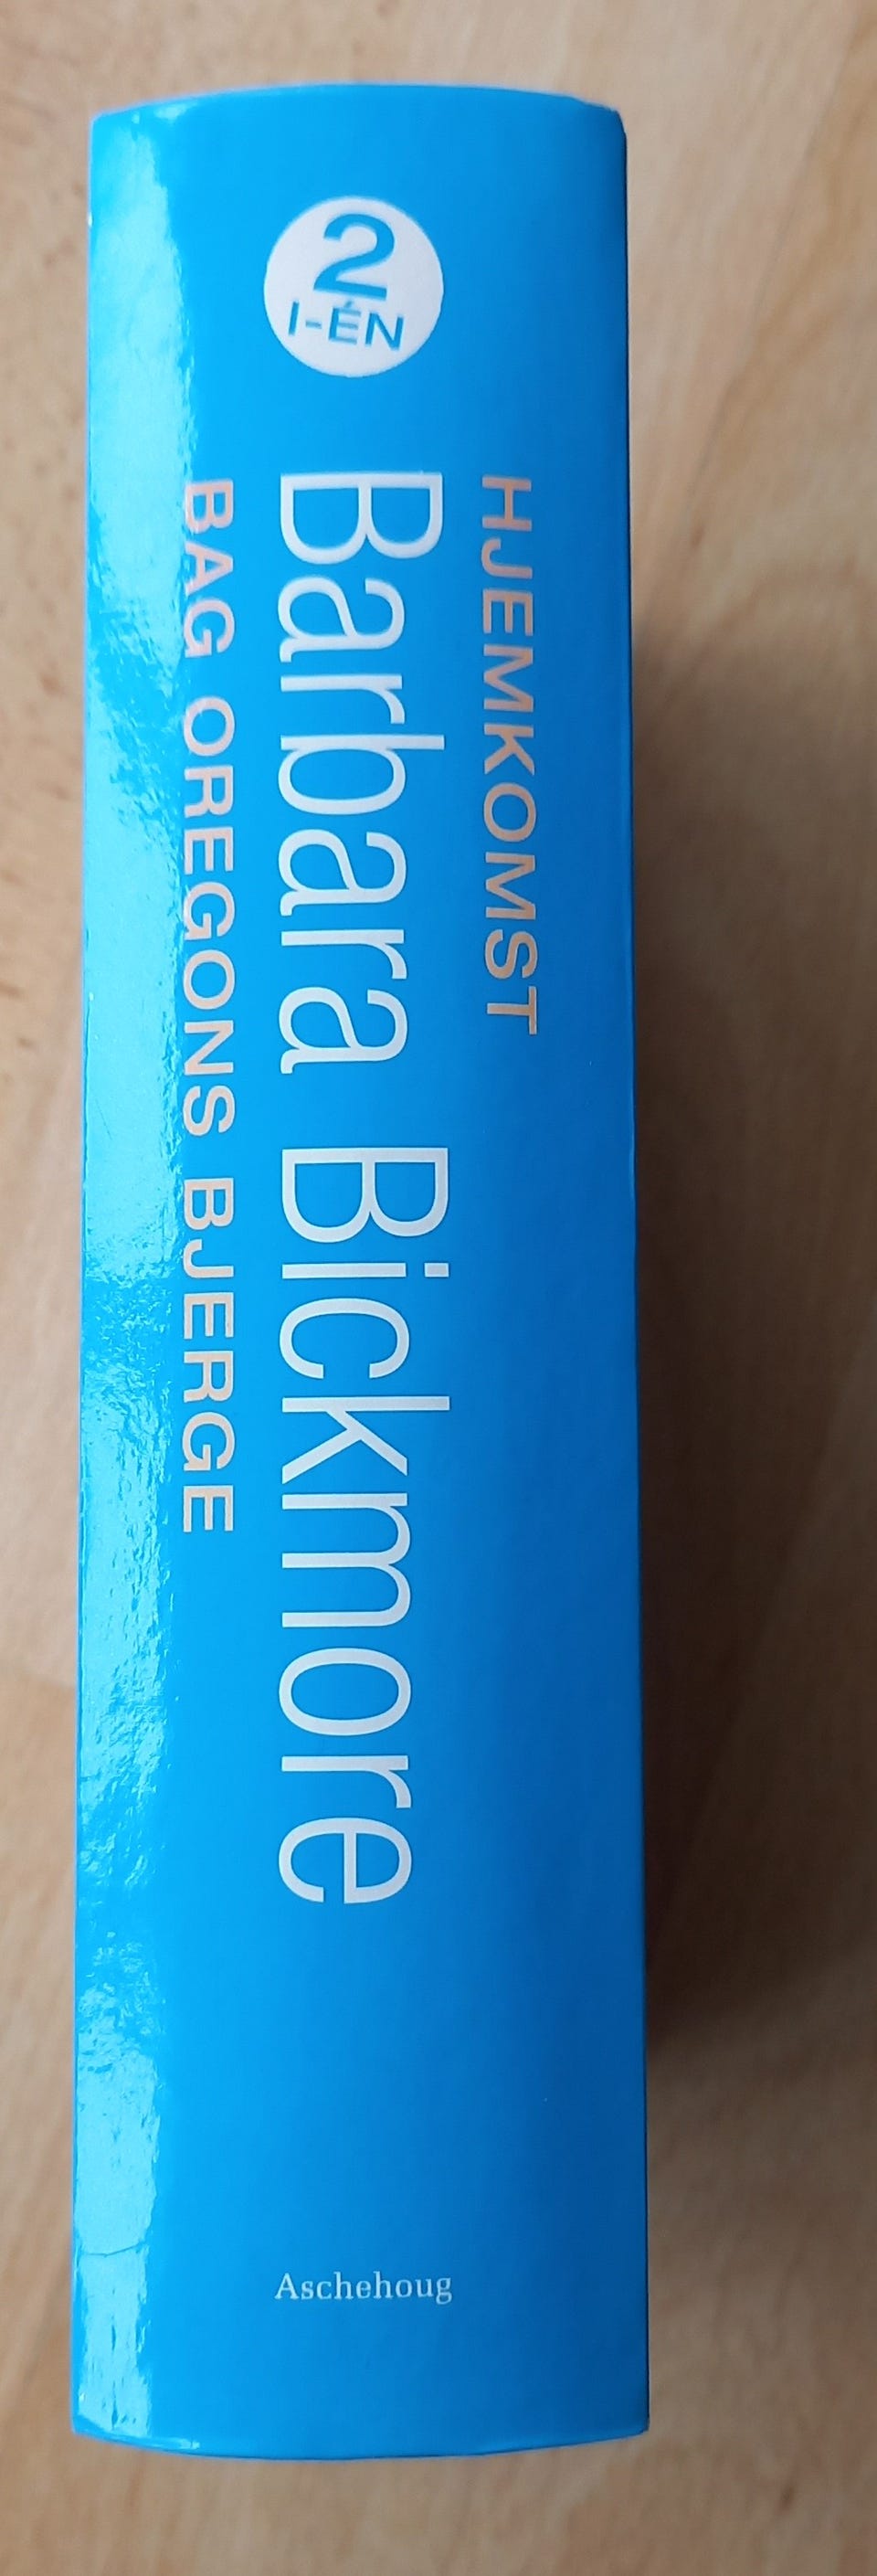 2
I-ÉN
HJEMKOMST
Barbara Bickmore
BAG OREGONS BJERGE
Aschehoug